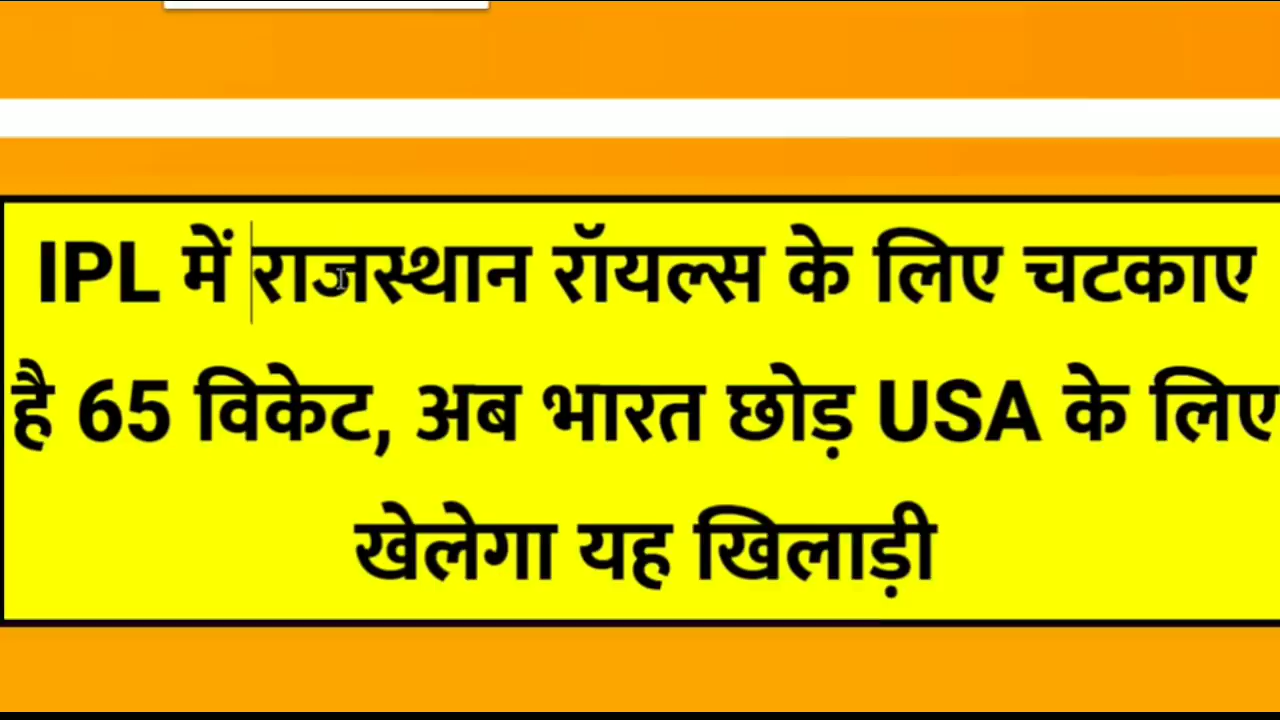 IPL में राजस्थान रॉयल्स के लिए चटकाए
है 65 विकेट, अब भारत छोड़ USA के लिए
खेलेगा यह खिलाड़ी